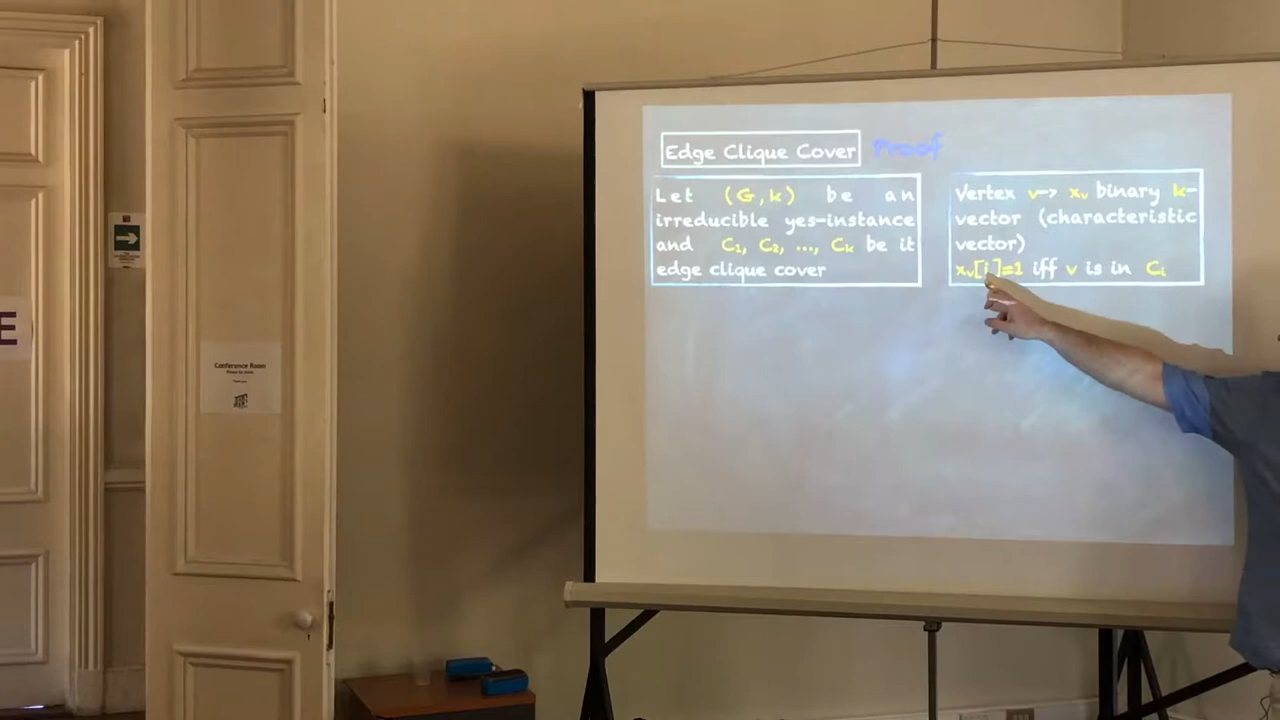 Edge Clique Cover
Proof
Let (G,k) be an
irreducible yes-instance
and C₁, C₂, ..., Cₖ be it
edge clique cover
Vertex v-> xᵥ binary k-
vector (characteristic
vector)
xᵥ[i]=1 iff v is in Cᵢ
E
Conference Room